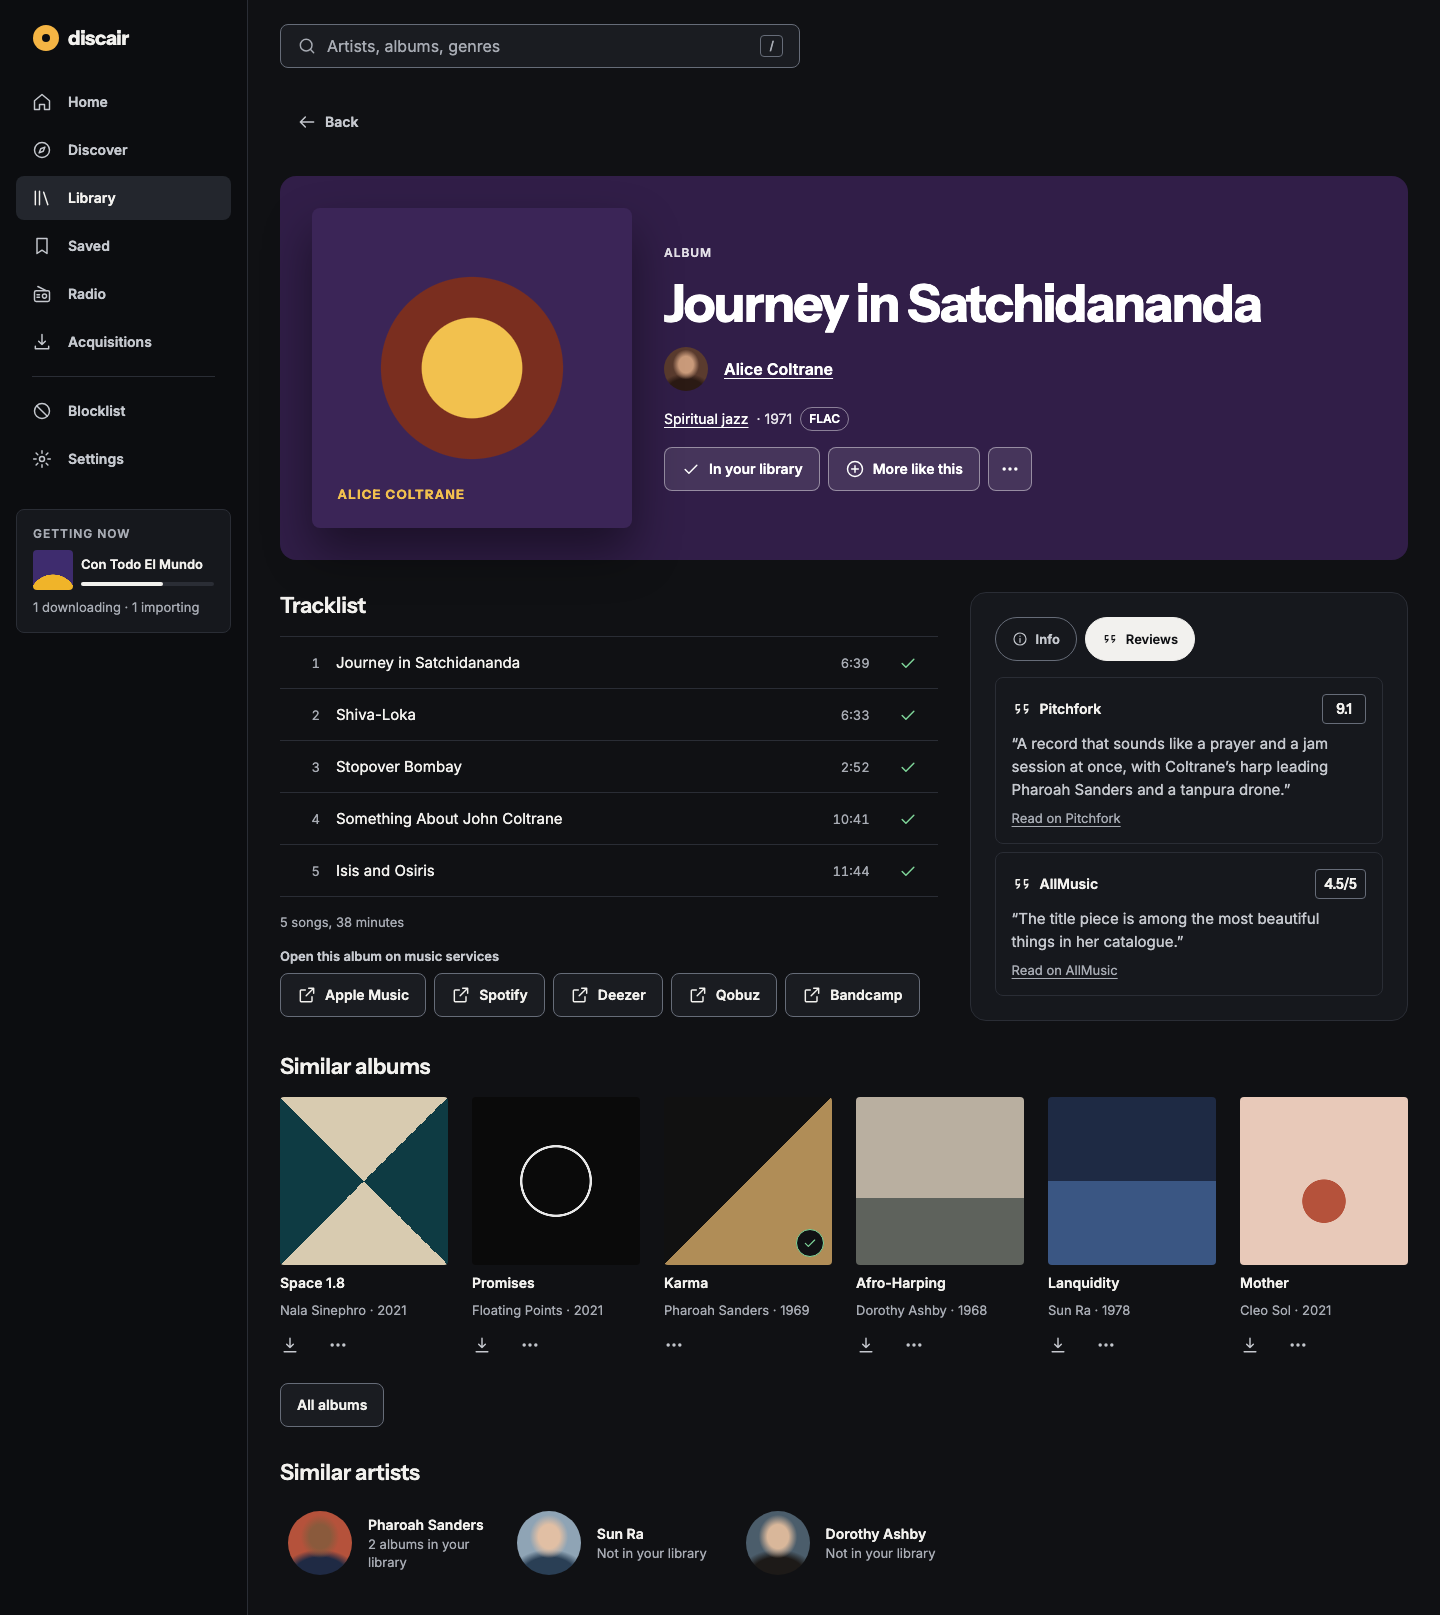 discair
Artists, albums, genres
/
Home
Discover
Library
Saved
Radio
Acquisitions
Blocklist
Settings
GETTING NOW
Con Todo El Mundo
1 downloading · 1 importing
Back
ALICE COLTRANE
ALBUM
Journey in Satchidananda
Alice Coltrane
Spiritual jazz · 1971 FLAC
In your library
More like this
Tracklist
1 Journey in Satchidananda 6:39
2 Shiva-Loka 6:33
3 Stopover Bombay 2:52
4 Something About John Coltrane 10:41
5 Isis and Osiris 11:44
5 songs, 38 minutes
Open this album on music services
Apple Music
Spotify
Deezer
Qobuz
Bandcamp
Info
Reviews
Pitchfork 9.1
“A record that sounds like a prayer and a jam
session at once, with Coltrane’s harp leading
Pharoah Sanders and a tanpura drone.”
Read on Pitchfork
AllMusic 4.5/5
“The title piece is among the most beautiful
things in her catalogue.”
Read on AllMusic
Similar albums
Space 1.8
Nala Sinephro · 2021
Promises
Floating Points · 2021
Karma
Pharoah Sanders · 1969
Afro-Harping
Dorothy Ashby · 1968
Lanquidity
Sun Ra · 1978
Mother
Cleo Sol · 2021
All albums
Similar artists
Pharoah Sanders
2 albums in your
library
Sun Ra
Not in your library
Dorothy Ashby
Not in your library